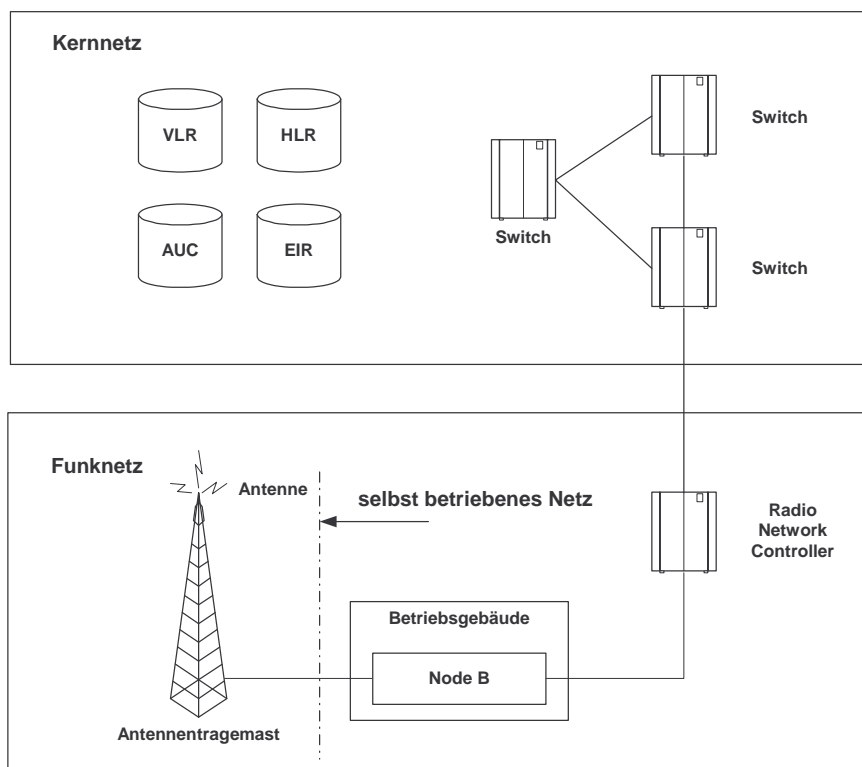 Kernnetz
VLR
HLR
AUC
EIR
Switch
Switch
Switch
Funknetz
Antenne
selbst betriebenes Netz
Radio
Network
Controller
Betriebsgebäude
Node B
Antennentragemast